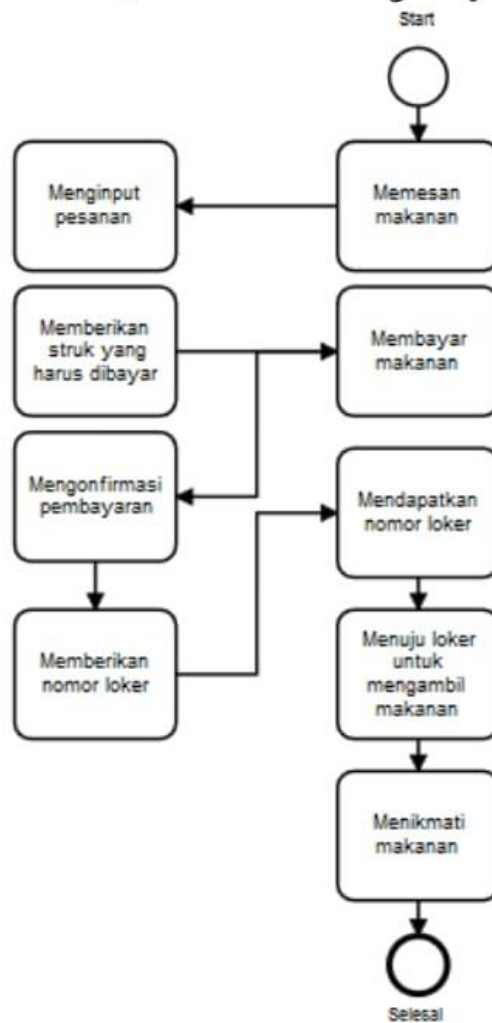 Start
Memesan
makanan
Menginput
pesanan
Memberikan
struk yang
harus dibayar
Membayar
makanan
Mengonfirmasi
pembayaran
Mendapatkan
nomor loker
Memberikan
nomor loker
Menuju loker
untuk
mengambil
makanan
Menikmati
makanan
Selesai